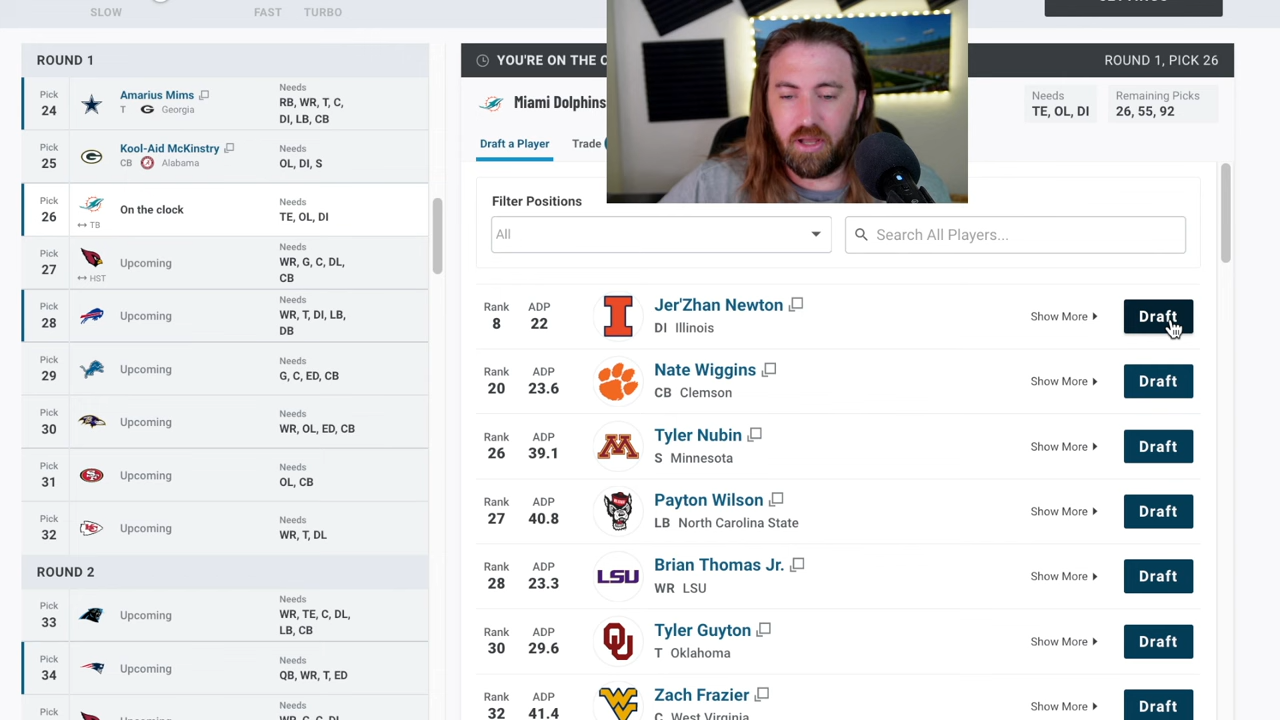 SLOW FAST TURBO
ROUND 1
Pick 24
Amarius Mims
T G Georgia
Needs
RB, WR, T, C,
DI, LB, CB
Pick 25
Kool-Aid McKinstry
CB Alabama
Needs
OL, DI, S
Pick 26
↔ TB
On the clock
Needs
TE, OL, DI
Pick 27
↔ HST
Upcoming
Needs
WR, G, C, DL,
CB
Pick 28
Upcoming
Needs
WR, T, DI, LB,
DB
Pick 29
Upcoming
Needs
G, C, ED, CB
Pick 30
Upcoming
Needs
WR, OL, ED, CB
Pick 31
Upcoming
Needs
OL, CB
Pick 32
Upcoming
Needs
WR, T, DL
ROUND 2
Pick 33
Upcoming
Needs
WR, TE, C, DL,
LB, CB
Pick 34
Upcoming
Needs
QB, WR, T, ED
YOU'RE ON THE
ROUND 1, PICK 26
Miami Dolphins
Needs
TE, OL, DI
Remaining Picks
26, 55, 92
Draft a Player Trade
Filter Positions
All
Search All Players...
Rank 8 ADP 22
Jer'Zhan Newton
DI Illinois
Show More Draft
Rank 20 ADP 23.6
Nate Wiggins
CB Clemson
Show More Draft
Rank 26 ADP 39.1
Tyler Nubin
S Minnesota
Show More Draft
Rank 27 ADP 40.8
Payton Wilson
LB North Carolina State
Show More Draft
Rank 28 ADP 23.3
LSU
Brian Thomas Jr.
WR LSU
Show More Draft
Rank 30 ADP 29.6
Tyler Guyton
T Oklahoma
Show More Draft
Rank 32 ADP 41.4
Zach Frazier
C West Virginia
Show More Draft